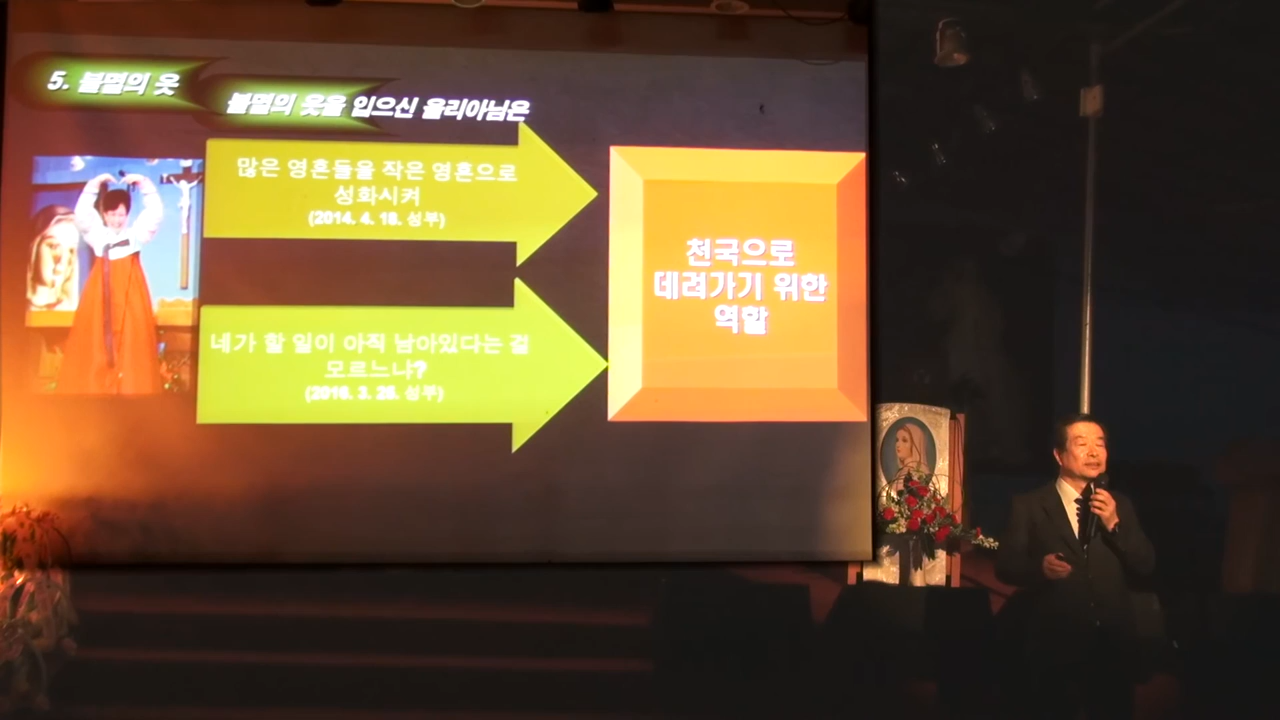 5. 불멸의 옷
불멸의 옷을 입으신 율리아님은
많은 영혼들을 작은 영혼으로
성화시켜
(2014. 4. 18. 성부)
네가 할 일이 아직 남아있다는 걸
모르느냐?
(2016. 3. 26. 성부)
천국으로
데려가기 위한
역할